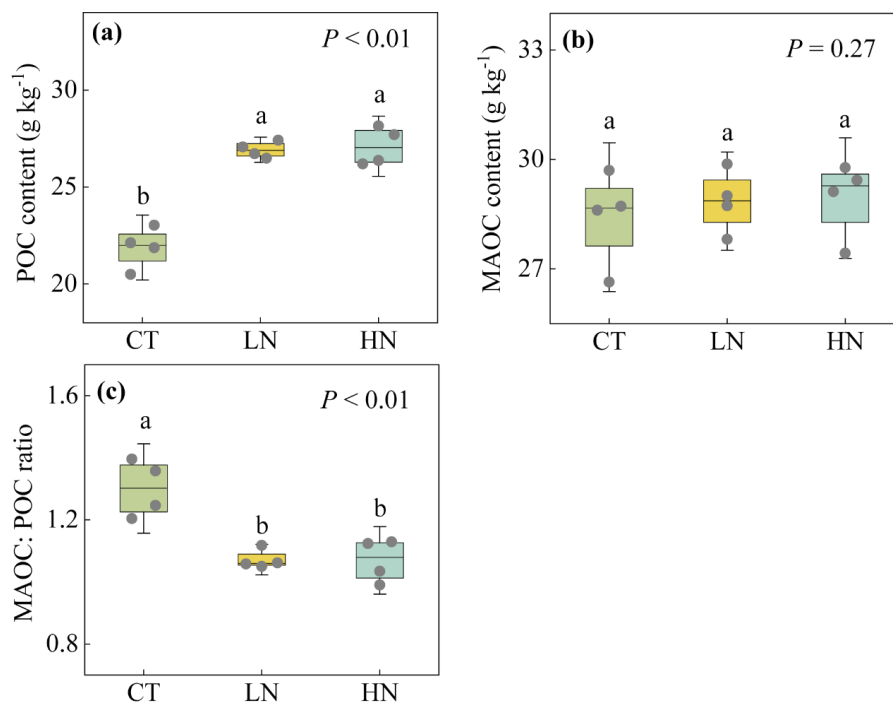 (a)
P < 0.01
POC content (g kg⁻¹)
30
25
20
a
a
b
CT
LN
HN
(b)
P = 0.27
MAOC content (g kg⁻¹)
33
30
27
a
a
a
CT
LN
HN
(c)
P < 0.01
MAOC: POC ratio
1.6
1.2
0.8
a
b
b
CT
LN
HN